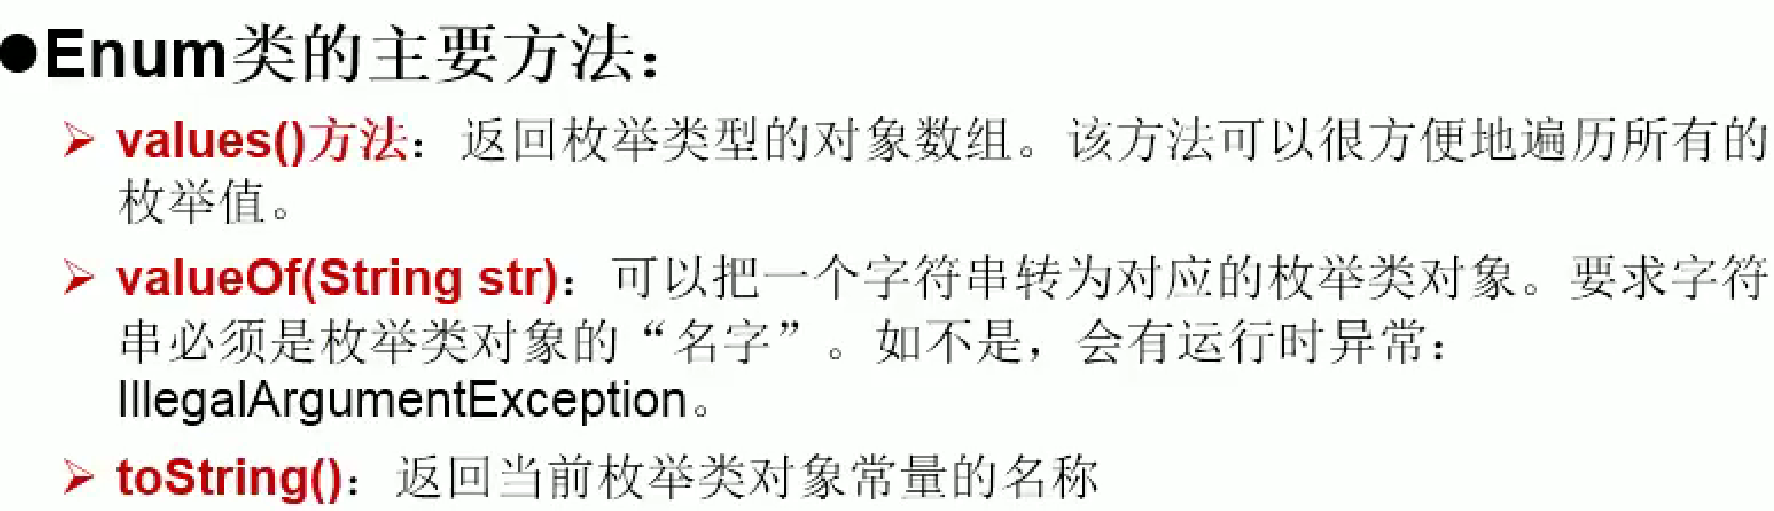 ●Enum类的主要方法：
➢ values()方法：返回枚举类型的对象数组。该方法可以很方便地遍历所有的
枚举值。
➢ valueOf(String str)：可以把一个字符串转为对应的枚举类对象。要求字符
串必须是枚举类对象的“名字”。如不是，会有运行时异常：
IllegalArgumentException。
➢ toString()：返回当前枚举类对象常量的名称